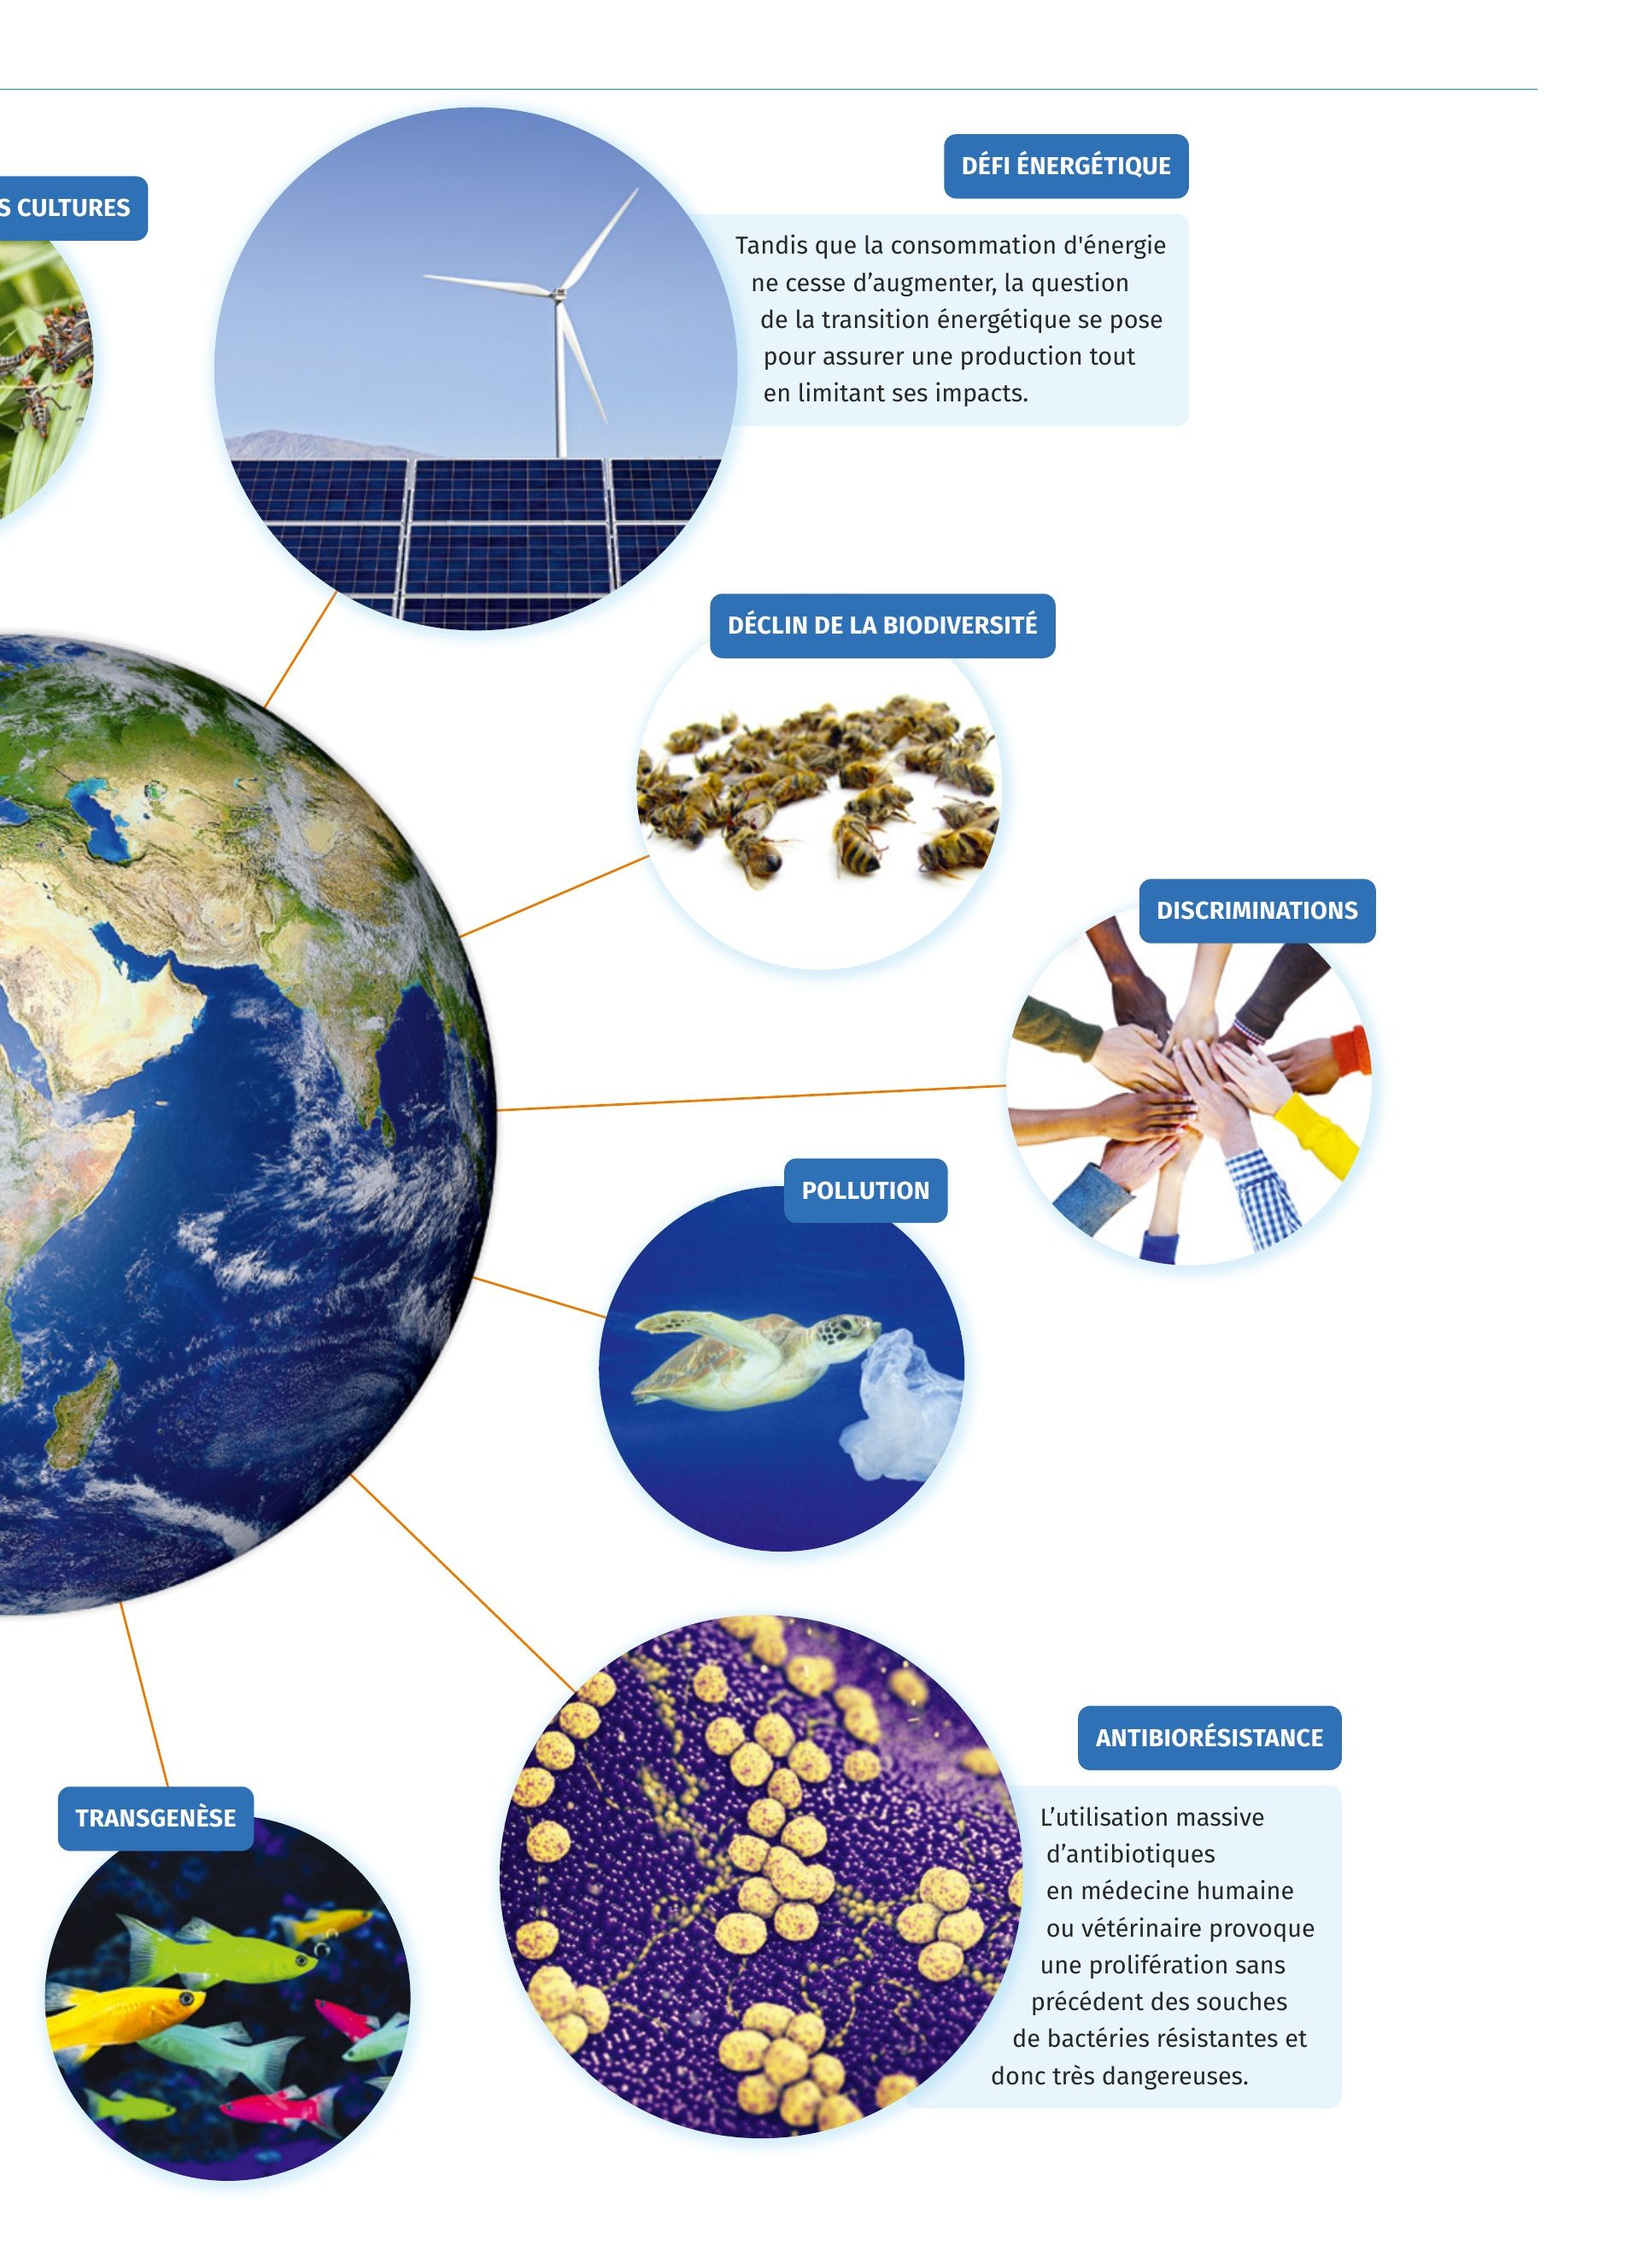 S CULTURES
DÉFI ÉNERGÉTIQUE
Tandis que la consommation d'énergie
ne cesse d’augmenter, la question
de la transition énergétique se pose
pour assurer une production tout
en limitant ses impacts.
DÉCLIN DE LA BIODIVERSITÉ
DISCRIMINATIONS
POLLUTION
ANTIBIORÉSISTANCE
L’utilisation massive
d’antibiotiques
en médecine humaine
ou vétérinaire provoque
une prolifération sans
précédent des souches
de bactéries résistantes et
donc très dangereuses.
TRANSGENÈSE